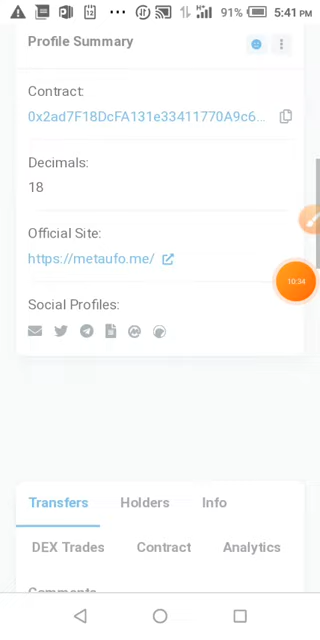 91% 5:41 PM
Profile Summary
Contract:
0x2ad7F18DcFA131e33411770A9c6...
Decimals:
18
Official Site:
https://metaufo.me/
10:34
Social Profiles:
Transfers Holders Info
DEX Trades Contract Analytics
Comments